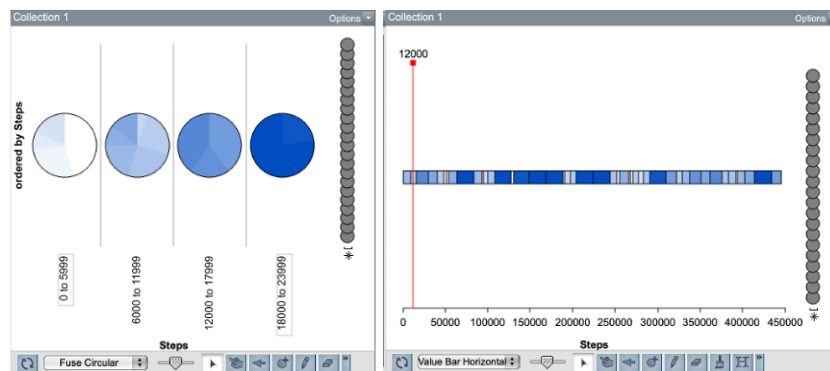 Collection 1
Options
ordered by Steps
0 to 5999
6000 to 11999
12000 to 17999
18000 to 23999
Steps
Fuse Circular
Collection 1
Options
12000
0 50000 100000 150000 200000 250000 300000 350000 400000 450000
Steps
Value Bar Horizontal